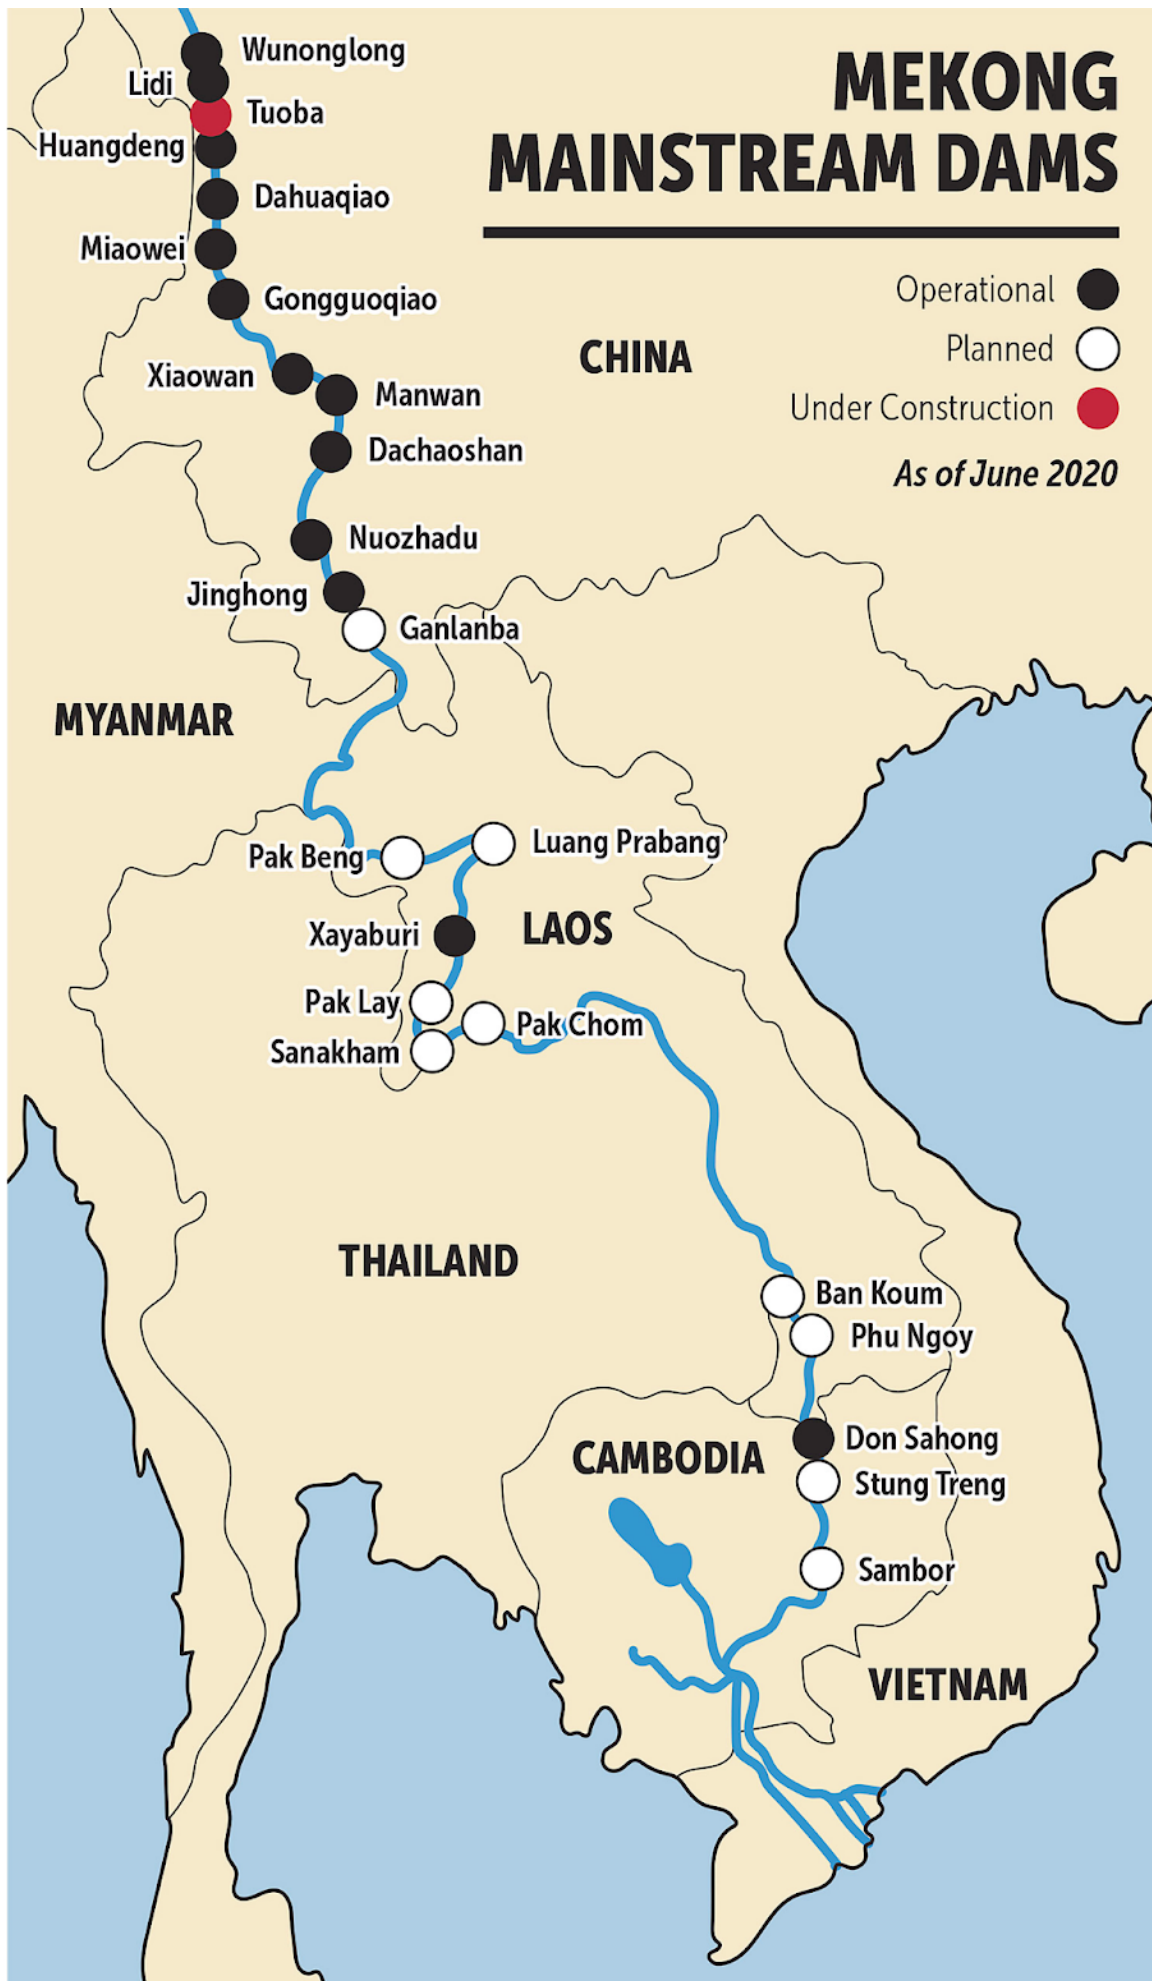 MEKONG
MAINSTREAM DAMS
Operational
Planned
Under Construction
As of June 2020
Wunonglong
Lidi
Tuoba
Huangdeng
Dahuaqiao
Miaowei
Gongguoqiao
CHINA
Xiaowan
Manwan
Dachaoshan
Nuozhadu
Jinghong
Ganlanba
MYANMAR
Luang Prabang
Pak Beng
LAOS
Xayaburi
Pak Lay
Pak Chom
Sanakham
THAILAND
Ban Koum
Phu Ngoy
Don Sahong
CAMBODIA
Stung Treng
Sambor
VIETNAM